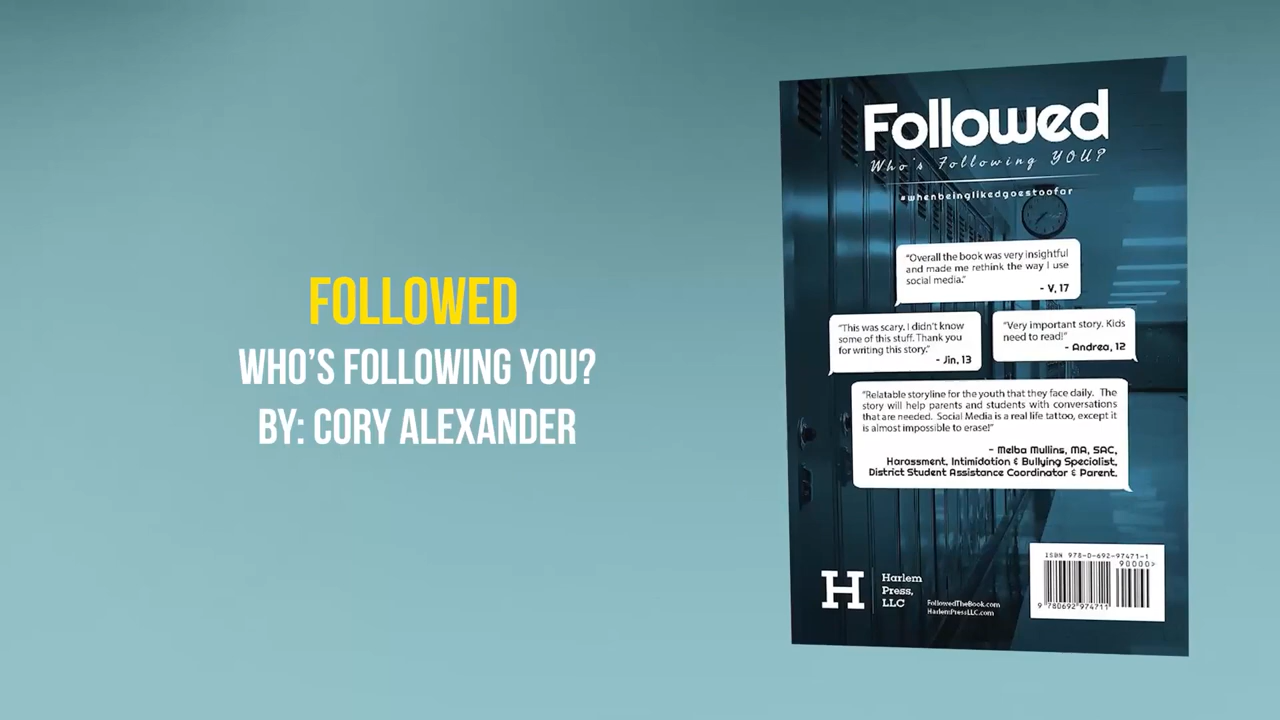 FOLLOWED
WHO'S FOLLOWING YOU?
BY: CORY ALEXANDER
Followed
Who's Following YOU?
#whenbeinglikedgoestoofar
"Overall the book was very insightful
and made me rethink the way I use
social media."
- V, 17
"This was scary. I didn't know
some of this stuff. Thank you
for writing this story."
- Jin, 13
"Very important story. Kids
need to read!"
- Andrea, 12
"Relatable storyline for the youth that they face daily. The
story will help parents and students with conversations
that are needed. Social Media is a real life tattoo, except it
is almost impossible to erase!"
- Melba Mullins, MA, SAC,
Harassment, Intimidation & Bullying Specialist,
District Student Assistance Coordinator & Parent.
H
Harlem
Press,
LLC
FollowedTheBook.com
HarlemPressLLC.com
ISBN 978-0-692-97471-1
90000>
9 780692 974711